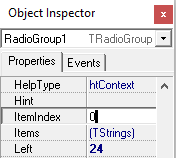 Object Inspector x
RadioGroup1 TRadioGroup
Properties Events
HelpType htContext
Hint
ItemIndex 0
Items (TStrings)
Left 24